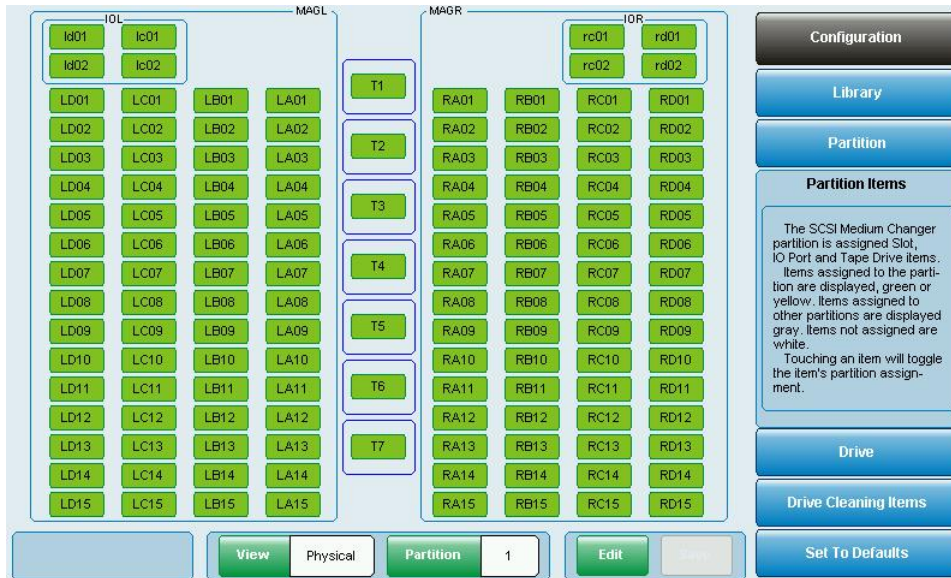 MAGL MAGR
IOL IOR
ld01 lc01 rc01 rd01
ld02 lc02 rc02 rd02
T1
LD01 LC01 LB01 LA01 RA01 RB01 RC01 RD01
LD02 LC02 LB02 LA02 RA02 RB02 RC02 RD02
T2
LD03 LC03 LB03 LA03 RA03 RB03 RC03 RD03
LD04 LC04 LB04 LA04 RA04 RB04 RC04 RD04
T3
LD05 LC05 LB05 LA05 RA05 RB05 RC05 RD05
LD06 LC06 LB06 LA06 RA06 RB06 RC06 RD06
T4
LD07 LC07 LB07 LA07 RA07 RB07 RC07 RD07
LD08 LC08 LB08 LA08 RA08 RB08 RC08 RD08
T5
LD09 LC09 LB09 LA09 RA09 RB09 RC09 RD09
LD10 LC10 LB10 LA10 RA10 RB10 RC10 RD10
T6
LD11 LC11 LB11 LA11 RA11 RB11 RC11 RD11
LD12 LC12 LB12 LA12 RA12 RB12 RC12 RD12
T7
LD13 LC13 LB13 LA13 RA13 RB13 RC13 RD13
LD14 LC14 LB14 LA14 RA14 RB14 RC14 RD14
LD15 LC15 LB15 LA15 RA15 RB15 RC15 RD15
View Physical Partition 1 Edit Save
Configuration
Library
Partition
Partition Items
The SCSI Medium Changer
partition is assigned Slot,
IO Port and Tape Drive items.
Items assigned to the parti-
tion are displayed, green or
yellow. Items assigned to
other partitions are displayed
gray. Items not assigned are
white.
Touching an item will toggle
the item's partition assign-
ment.
Drive
Drive Cleaning Items
Set To Defaults